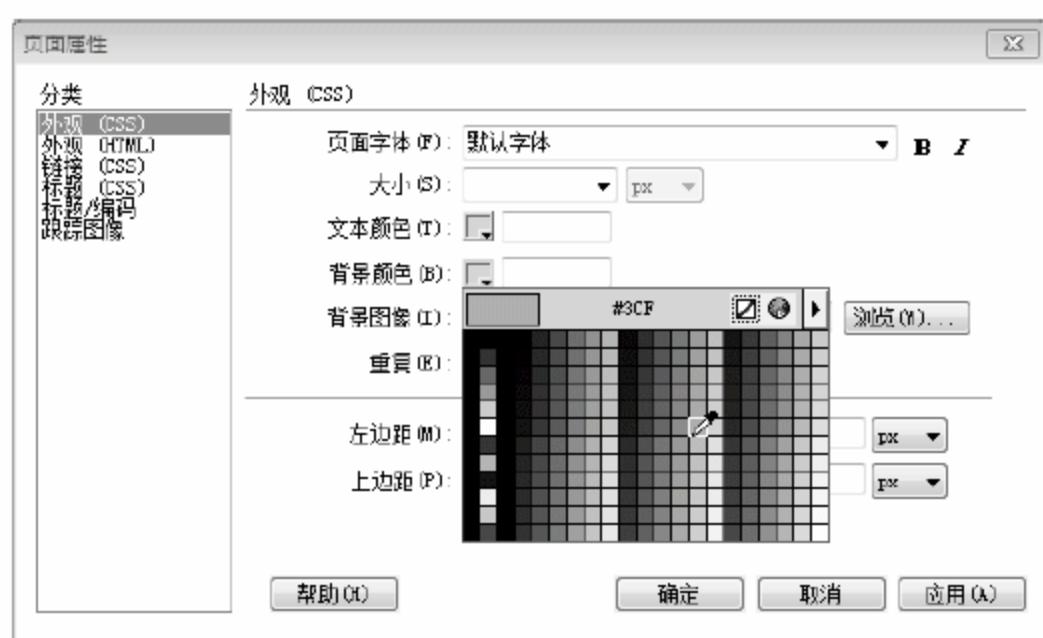 页面属性
分类
外观 (CSS)
外观 (HTML)
链接 (CSS)
标题 (CSS)
标题/编码
跟踪图像
外观 (CSS)
页面字体(F): 默认字体 B I
大小(S): px
文本颜色(T):
背景颜色(B):
#3CF
背景图像(I): 浏览(W)...
重复(E):
左边距(M): px
上边距(P): px
帮助(H) 确定 取消 应用(A)